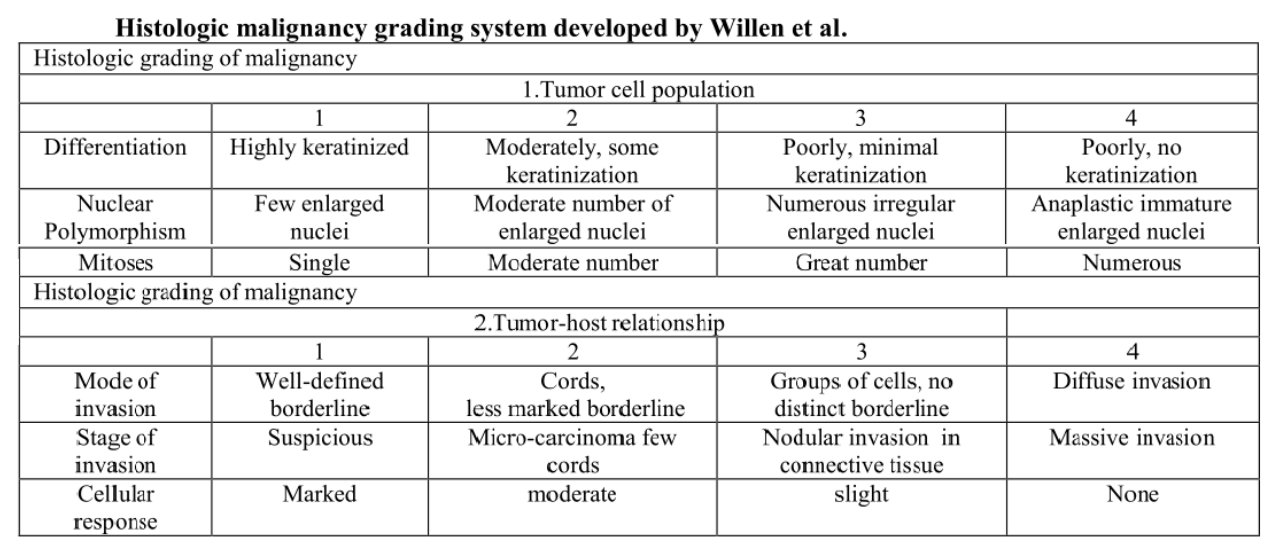 Histologic malignancy grading system developed by Willen et al.
Histologic grading of malignancy
1.Tumor cell population
1 2 3 4
Differentiation Highly keratinized Moderately, some keratinization Poorly, minimal keratinization Poorly, no keratinization
Nuclear Polymorphism Few enlarged nuclei Moderate number of enlarged nuclei Numerous irregular enlarged nuclei Anaplastic immature enlarged nuclei
Mitoses Single Moderate number Great number Numerous
Histologic grading of malignancy
2.Tumor-host relationship
1 2 3 4
Mode of invasion Well-defined borderline Cords, less marked borderline Groups of cells, no distinct borderline Diffuse invasion
Stage of invasion Suspicious Micro-carcinoma few cords Nodular invasion in connective tissue Massive invasion
Cellular response Marked moderate slight None